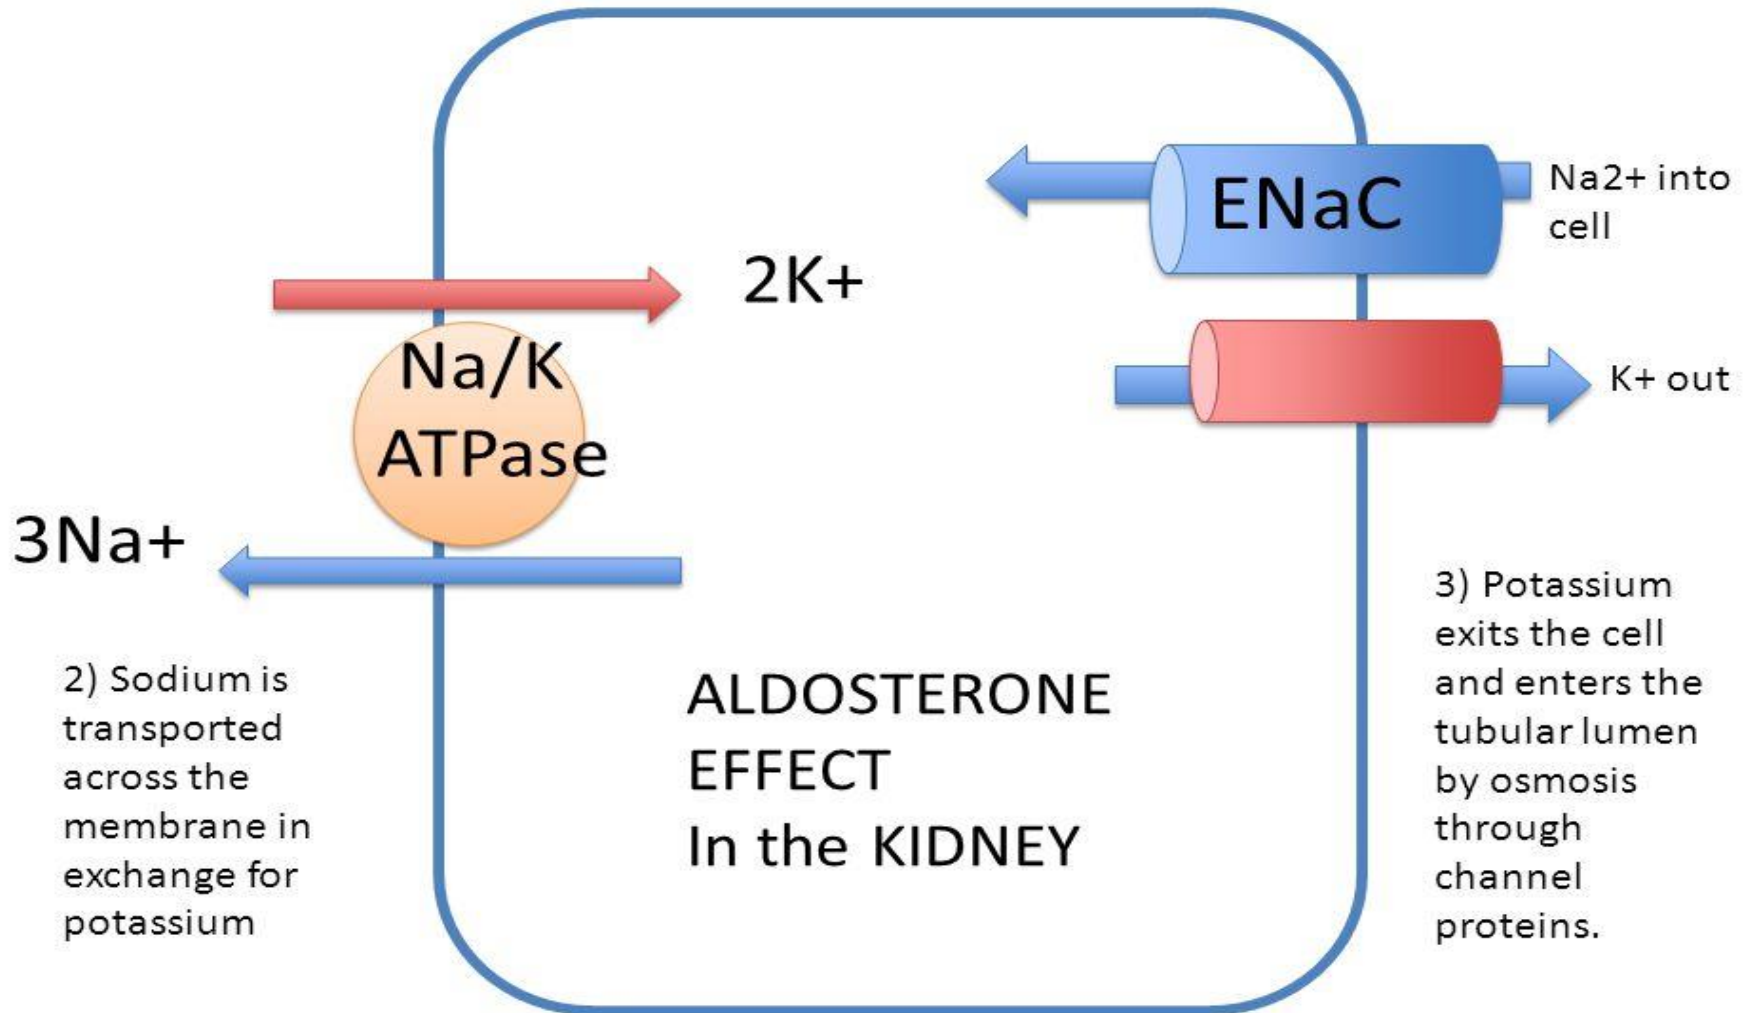 ENaC
Na2+ into
cell
2K+
Na/K
ATPase
K+ out
3Na+
2) Sodium is
transported
across the
membrane in
exchange for
potassium
ALDOSTERONE
EFFECT
In the KIDNEY
3) Potassium
exits the cell
and enters the
tubular lumen
by osmosis
through
channel
proteins.